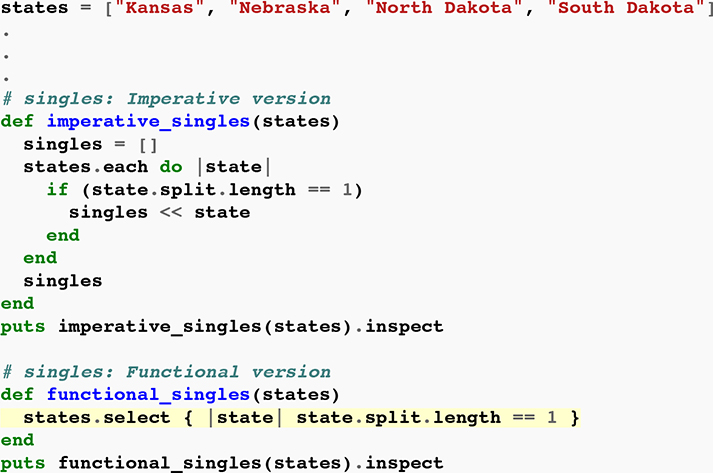 states = ["Kansas", "Nebraska", "North Dakota", "South Dakota"]
.
.
.
# singles: Imperative version
def imperative_singles(states)
  singles = []
  states.each do |state|
    if (state.split.length == 1)
      singles << state
    end
  end
  singles
end
puts imperative_singles(states).inspect

# singles: Functional version
def functional_singles(states)
  states.select { |state| state.split.length == 1 }
end
puts functional_singles(states).inspect